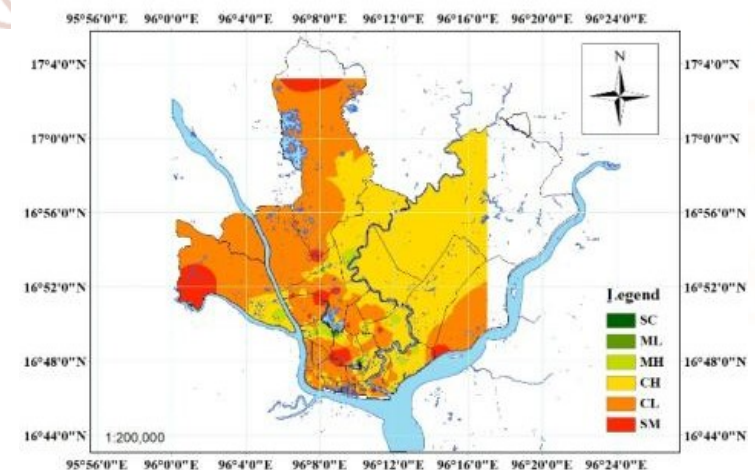 95°56'0"E 96°0'0"E 96°4'0"E 96°8'0"E 96°12'0"E 96°16'0"E 96°20'0"E 96°24'0"E
N
17°4'0"N 17°4'0"N
17°0'0"N 17°0'0"N
16°56'0"N 16°56'0"N
16°52'0"N 16°52'0"N
Legend
SC
ML
MH
16°48'0"N 16°48'0"N
CH
CL
SM
16°44'0"N 1:200,000 16°44'0"N
95°56'0"E 96°0'0"E 96°4'0"E 96°8'0"E 96°12'0"E 96°16'0"E 96°20'0"E 96°24'0"E